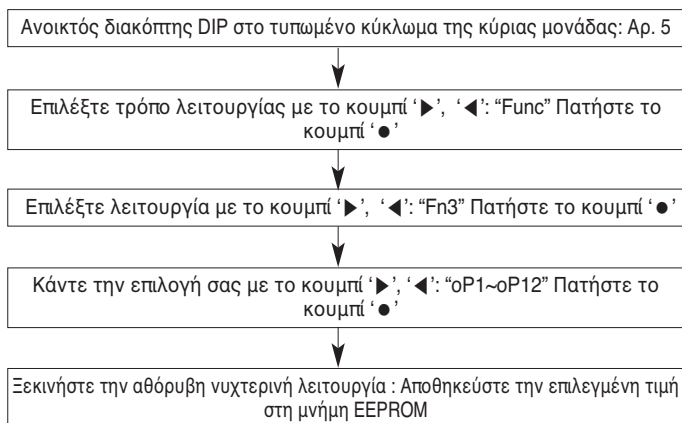 Ανοικτός διακόπτης DIP στο τυπωμένο κύκλωμα της κύριας μονάδας: Αρ. 5
Επιλέξτε τρόπο λειτουργίας με το κουμπί ‘▶’, ‘◀’: “Func” Πατήστε το
κουμπί ‘●’
Επιλέξτε λειτουργία με το κουμπί ‘▶’, ‘◀’: “Fn3” Πατήστε το κουμπί ‘●’
Κάντε την επιλογή σας με το κουμπί ‘▶’, ‘◀’: “oP1~oP12” Πατήστε το
κουμπί ‘●’
Ξεκινήστε την αθόρυβη νυχτερινή λειτουργία : Αποθηκεύστε την επιλεγμένη τιμή
στη μνήμη EEPROM